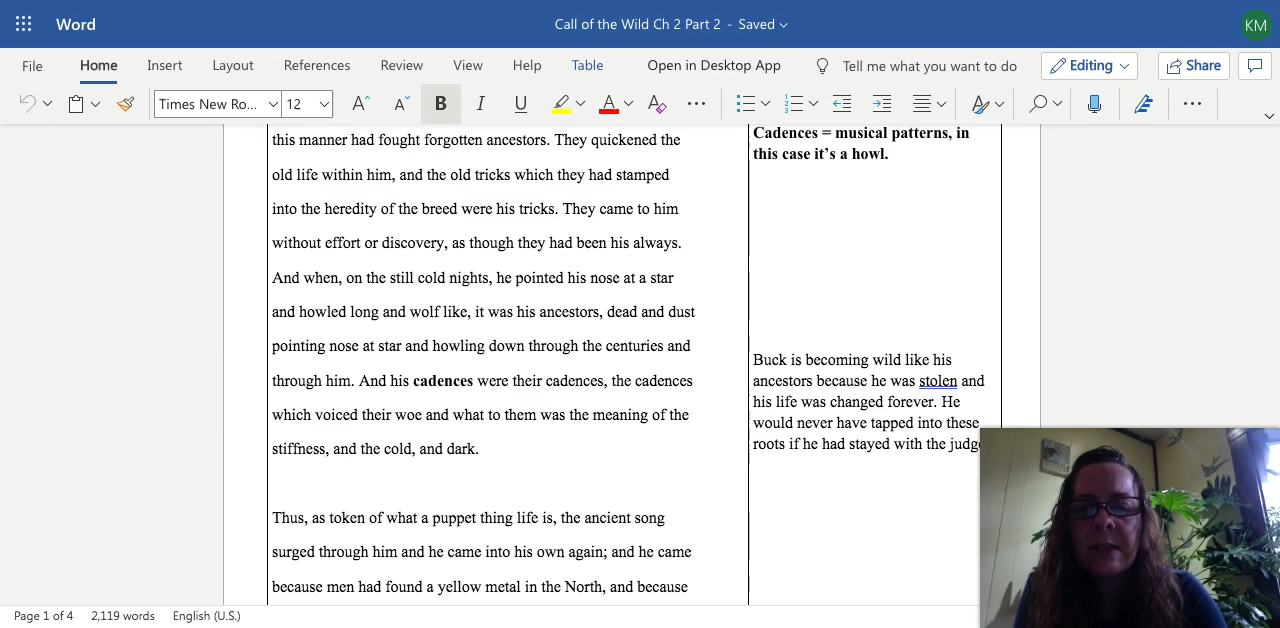 Word
Call of the Wild Ch 2 Part 2 - Saved
KM
File Home Insert Layout References Review View Help Table Open in Desktop App Tell me what you want to do Editing Share
Times New Ro... 12 A A B I U A A
this manner had fought forgotten ancestors. They quickened the
old life within him, and the old tricks which they had stamped
into the heredity of the breed were his tricks. They came to him
without effort or discovery, as though they had been his always.
And when, on the still cold nights, he pointed his nose at a star
and howled long and wolf like, it was his ancestors, dead and dust
pointing nose at star and howling down through the centuries and
through him. And his cadences were their cadences, the cadences
which voiced their woe and what to them was the meaning of the
stiffness, and the cold, and dark.
Thus, as token of what a puppet thing life is, the ancient song
surged through him and he came into his own again; and he came
because men had found a yellow metal in the North, and because
Cadences = musical patterns, in
this case it's a howl.
Buck is becoming wild like his
ancestors because he was stolen and
his life was changed forever. He
would never have tapped into these
roots if he had stayed with the judge
Page 1 of 4 2,119 words English (U.S.)